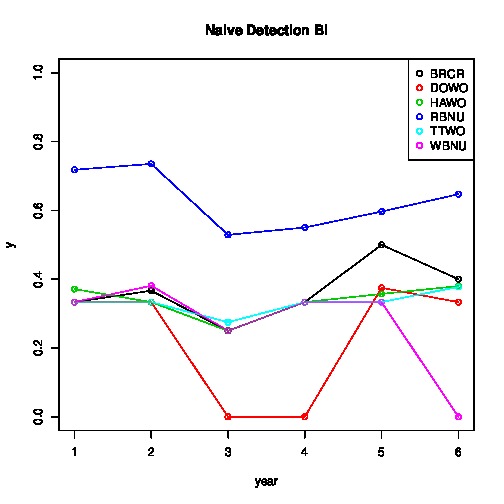 Naive Detection BI
BRCR
DOWO
HAWO
RBNU
TTWO
WBNU
1.0
0.8
0.6
0.4
0.2
0.0
y
1 2 3 4 5 6
year